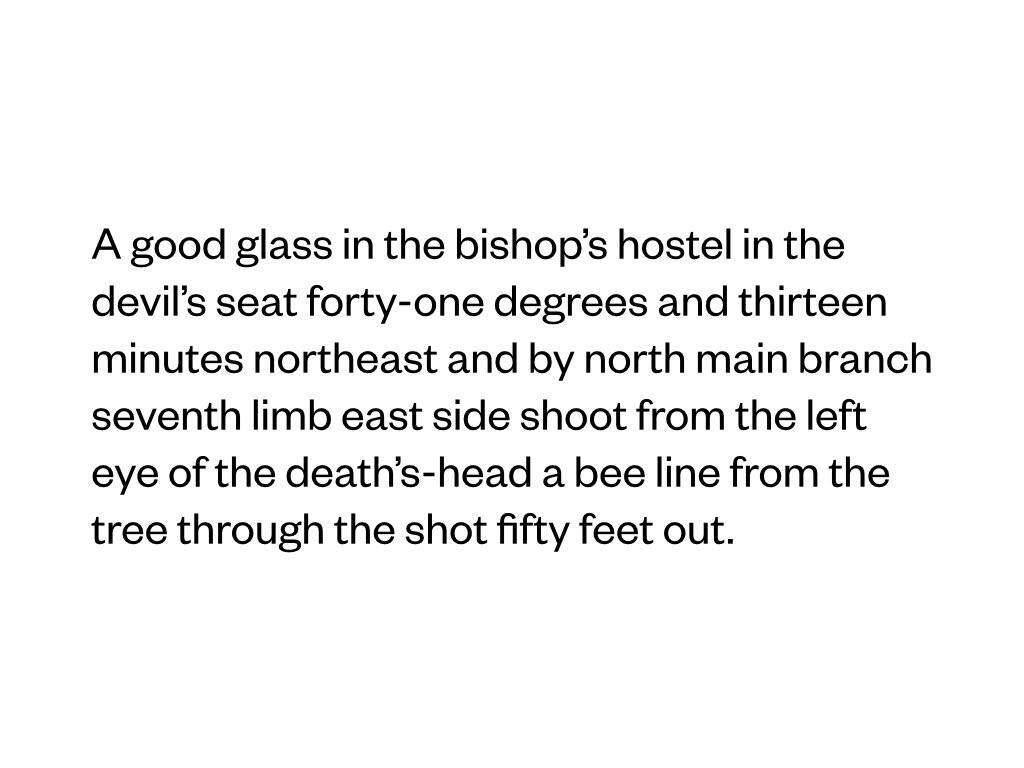 A good glass in the bishop’s hostel in the
devil’s seat forty-one degrees and thirteen
minutes northeast and by north main branch
seventh limb east side shoot from the left
eye of the death’s-head a bee line from the
tree through the shot fifty feet out.